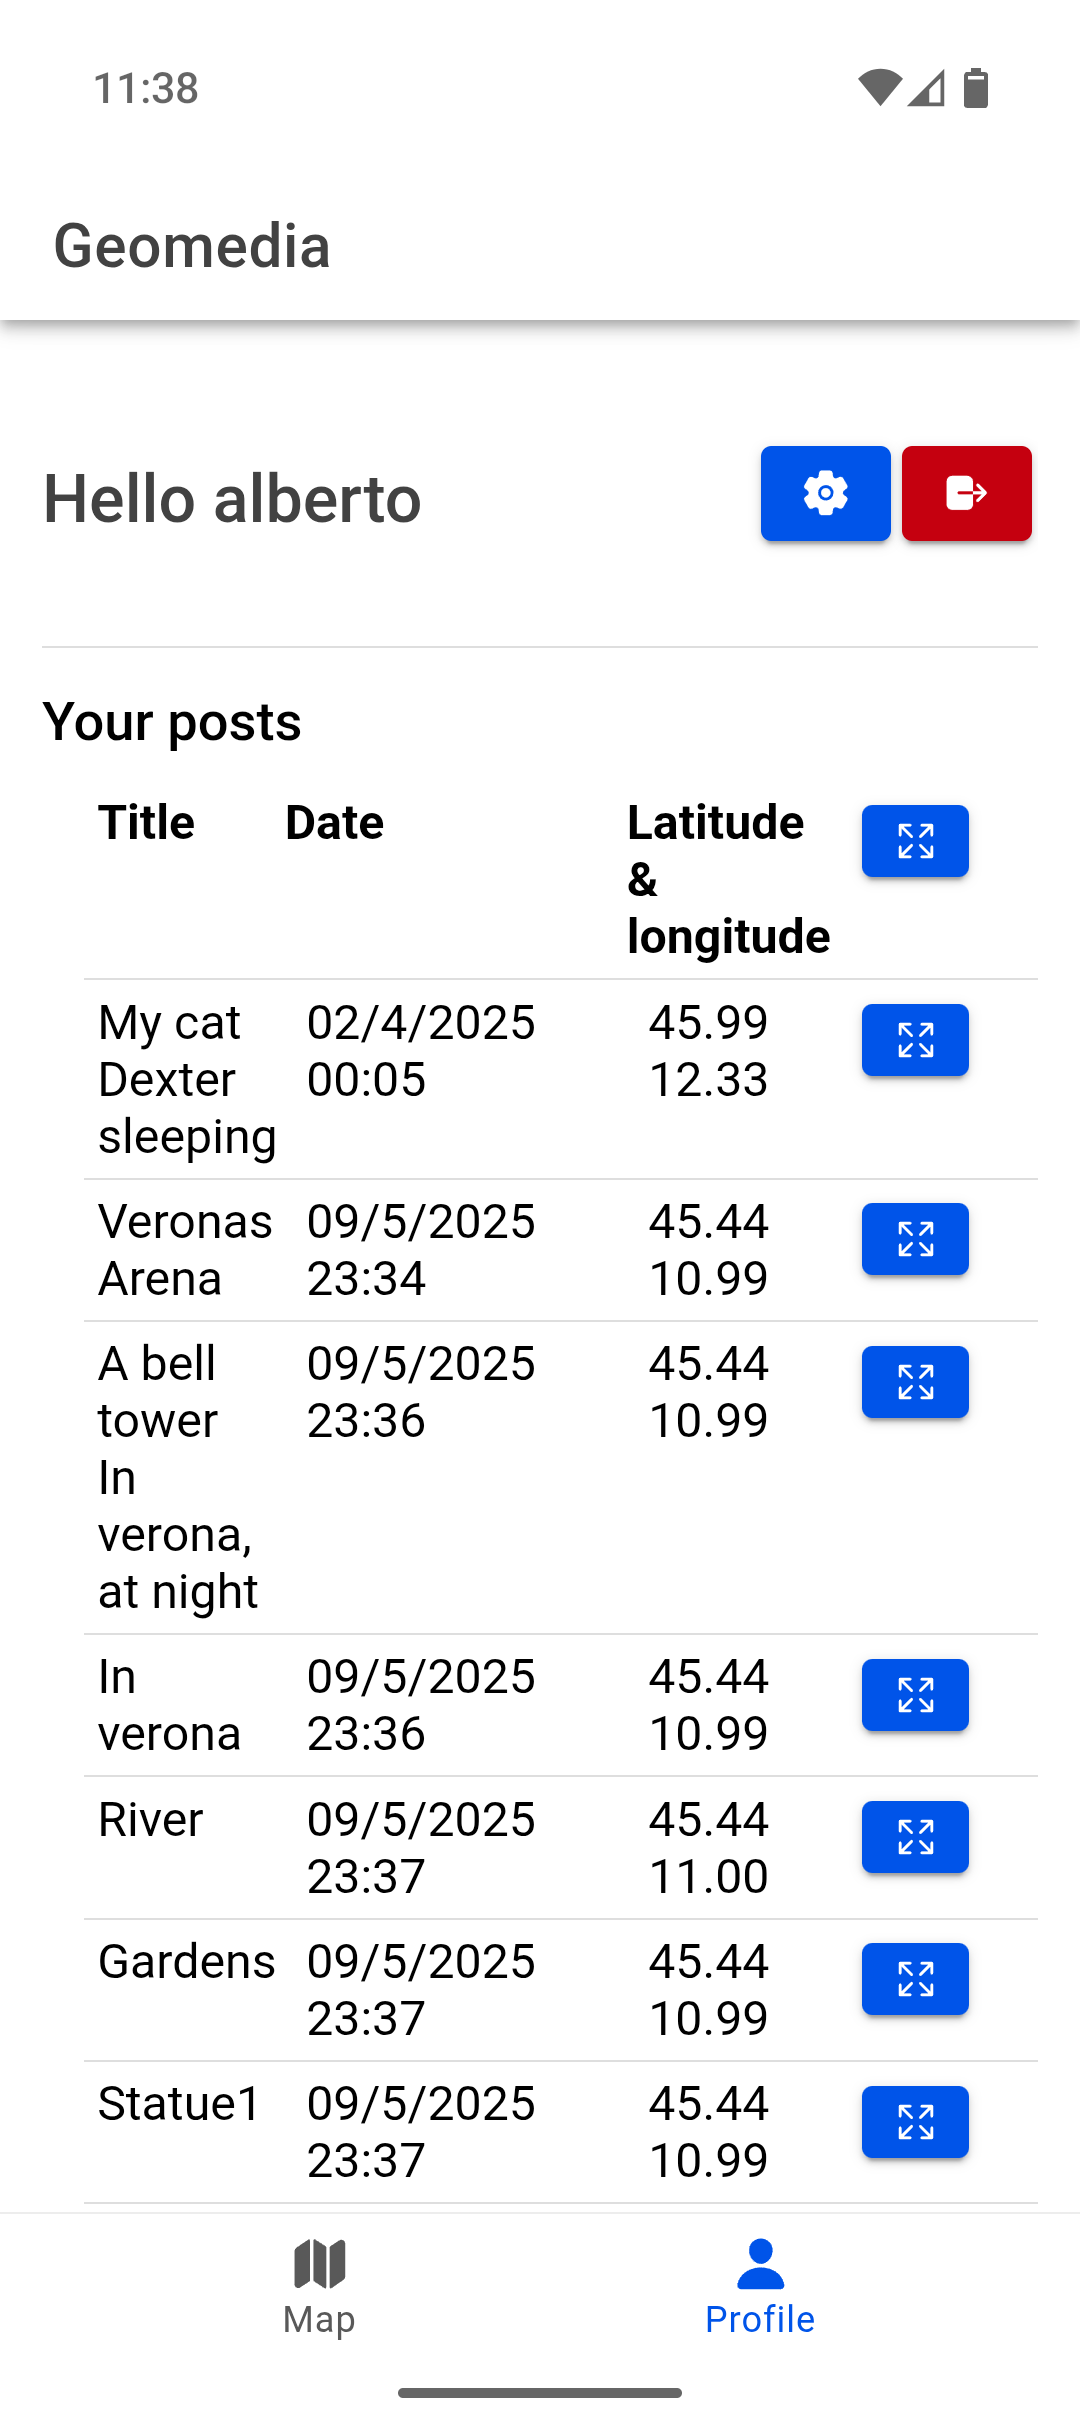 11:38
Geomedia
Hello alberto
Your posts
Title Date Latitude
&
longitude
My cat 02/4/2025 45.99
Dexter 00:05 12.33
sleeping
Veronas 09/5/2025 45.44
Arena 23:34 10.99
A bell 09/5/2025 45.44
tower 23:36 10.99
In
verona,
at night
In 09/5/2025 45.44
verona 23:36 10.99
River 09/5/2025 45.44
23:37 11.00
Gardens 09/5/2025 45.44
23:37 10.99
Statue1 09/5/2025 45.44
23:37 10.99
Map Profile